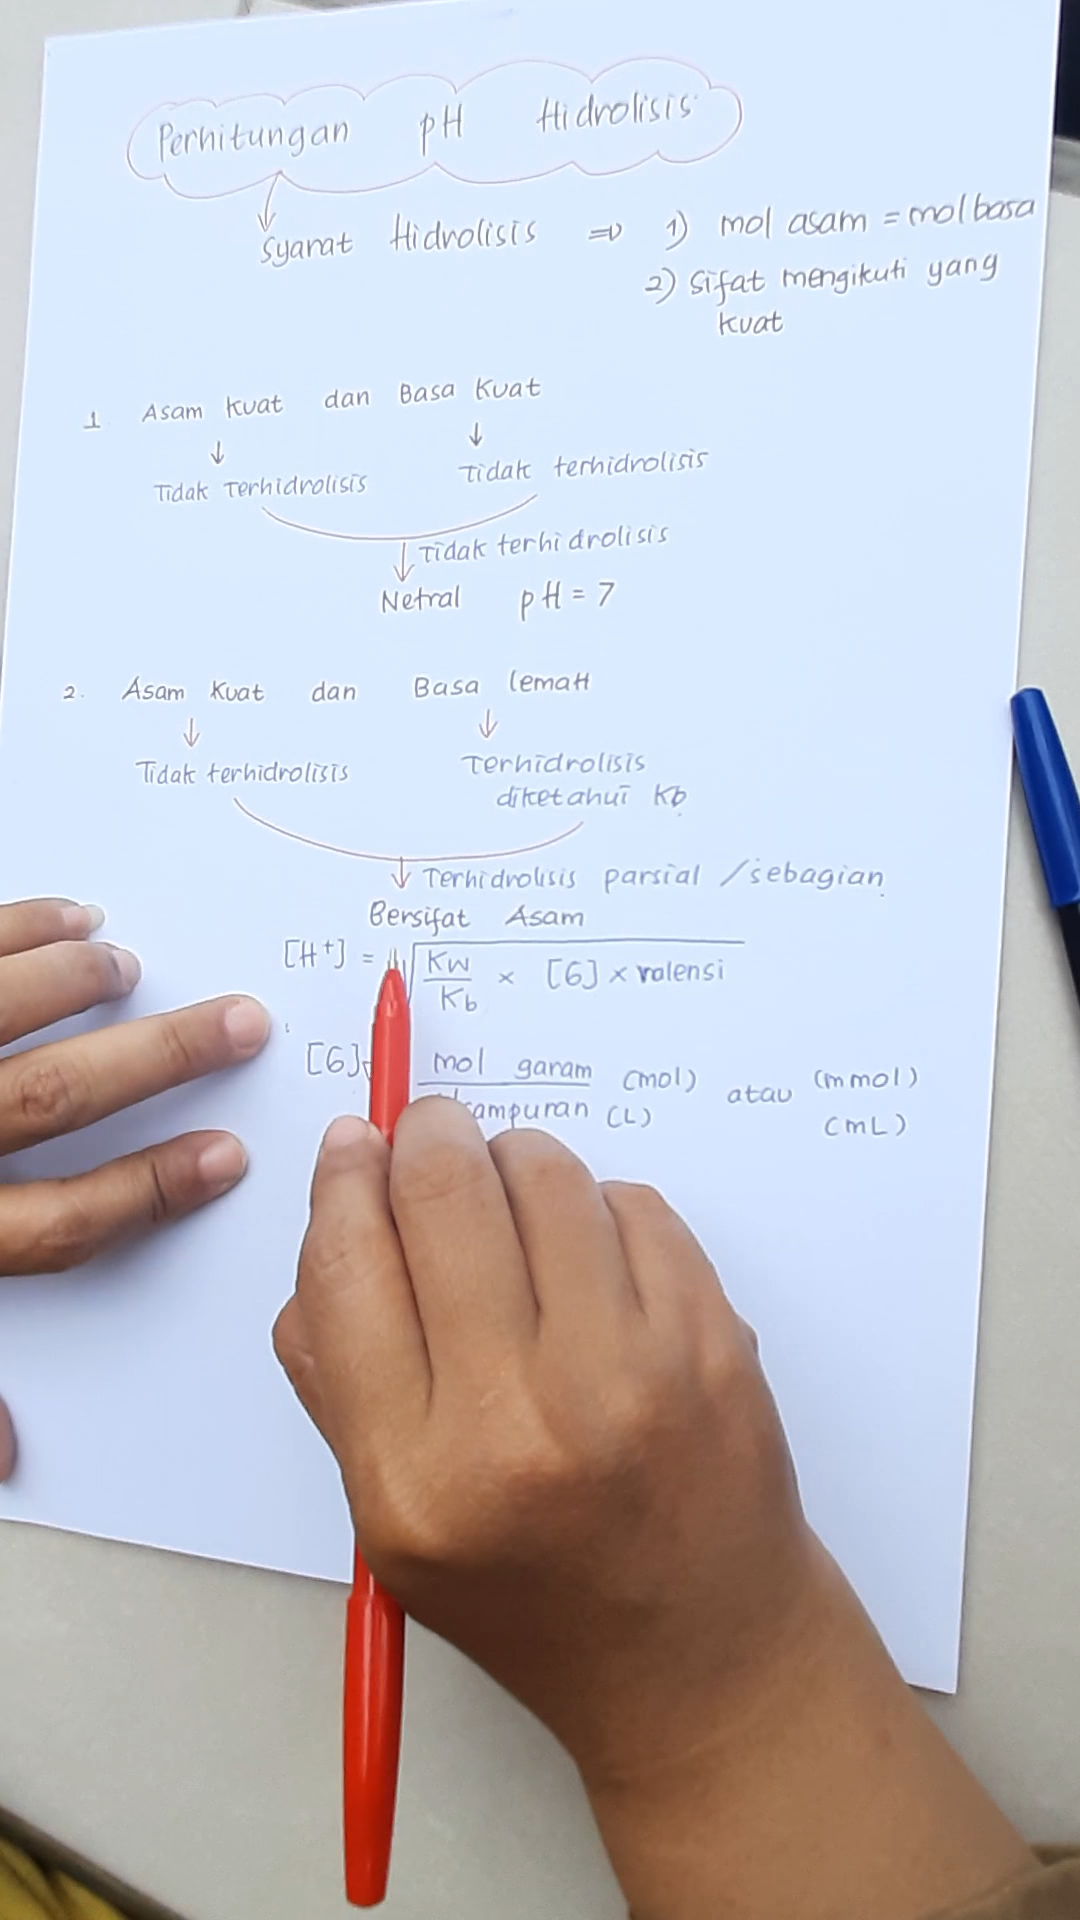 Perhitungan pH Hidrolisis
Syarat Hidrolisis => 1) mol asam = mol basa
2) Sifat mengikuti yang
kuat
1 Asam kuat dan Basa Kuat
↓ ↓
Tidak Terhidrolisis Tidak terhidrolisis
↓ Tidak terhidrolisis
Netral pH = 7
2. Asam Kuat dan Basa lemah
↓ ↓
Tidak terhidrolisis Terhidrolisis
diketahui Kb
↓ Terhidrolisis parsial / sebagian
Bersifat Asam
[H+] = √ Kw/Kb × [G] × valensi
[G] mol garam (mol) atau (mmol)
campuran (L) (mL)